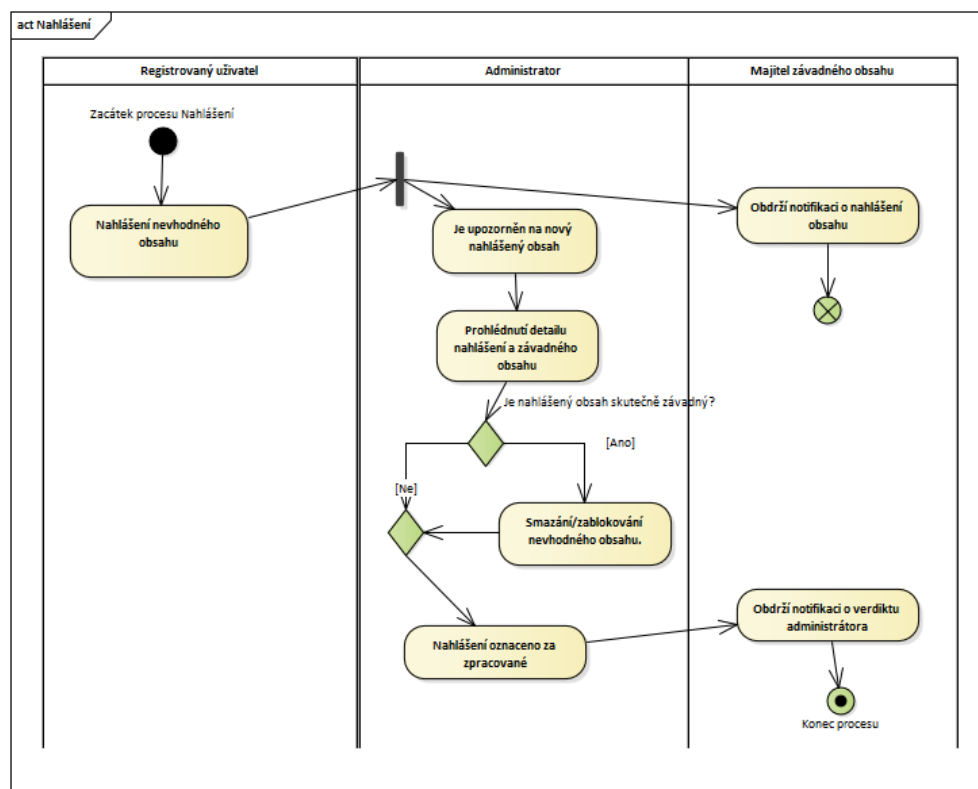 act Nahlášení
Registrovaný uživatel
Administrator
Majitel závadného obsahu
Zacátek procesu Nahlášení
Nahlášení nevhodného
obsahu
Je upozorněn na nový
nahlášený obsah
Obdrží notifikaci o nahlášení
obsahu
Prohlédnutí detailu
nahlášení a závadného
obsahu
Je nahlášený obsah skutečně závadný?
[Ano]
[Ne]
Smazání/zablokování
nevhodného obsahu.
Nahlášení oznaceno za
zpracované
Obdrží notifikaci o verdiktu
administrátora
Konec procesu